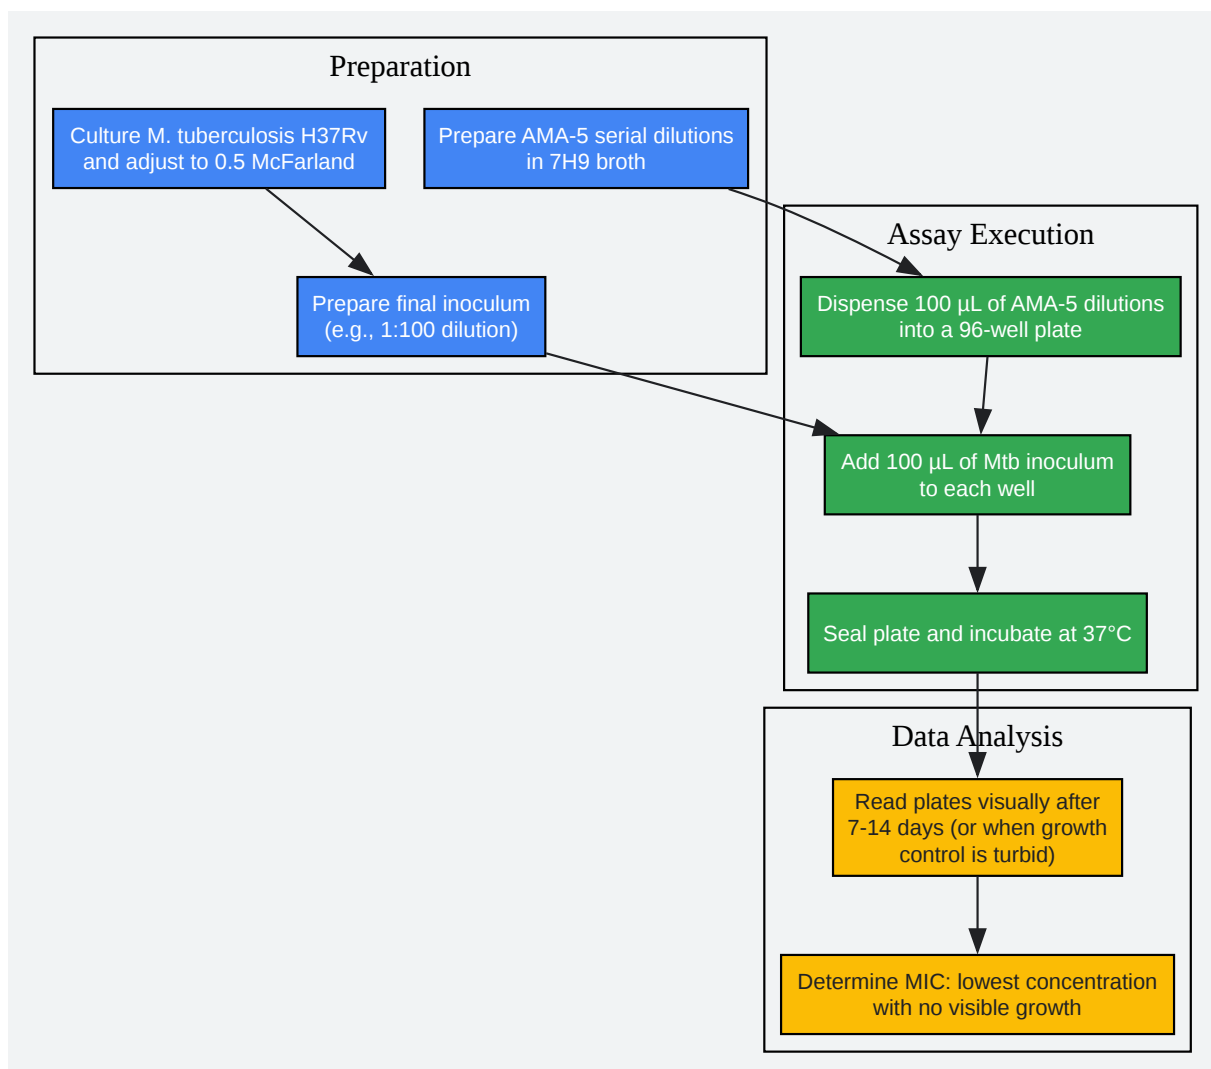 Preparation
Culture M. tuberculosis H37Rv
and adjust to 0.5 McFarland
Prepare AMA-5 serial dilutions
in 7H9 broth
Prepare final inoculum
(e.g., 1:100 dilution)
Assay Execution
Dispense 100 µL of AMA-5 dilutions
into a 96-well plate
Add 100 µL of Mtb inoculum
to each well
Seal plate and incubate at 37°C
Data Analysis
Read plates visually after
7-14 days (or when growth
control is turbid)
Determine MIC: lowest concentration
with no visible growth